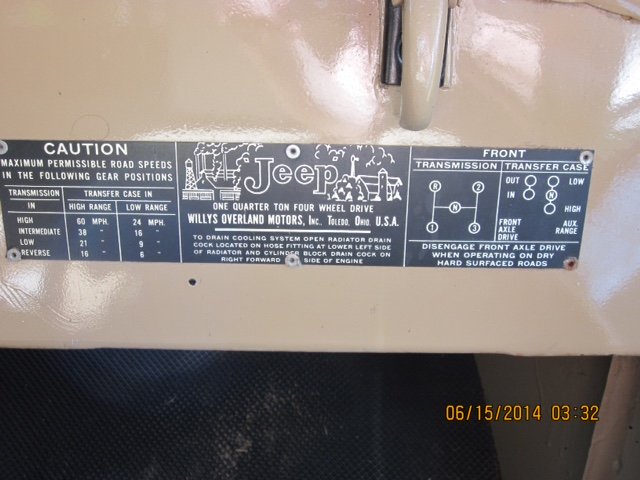 CAUTION
MAXIMUM PERMISSIBLE ROAD SPEEDS
IN THE FOLLOWING GEAR POSITIONS
TRANSMISSION TRANSFER CASE IN
IN HIGH RANGE LOW RANGE
HIGH 60 MPH. 24 MPH.
INTERMEDIATE 38 " 16 "
LOW 21 " 9 "
REVERSE 16 " 6 "
"Jeep"
ONE QUARTER TON FOUR WHEEL DRIVE
WILLYS OVERLAND MOTORS, INC., TOLEDO, OHIO, U.S.A.
TO DRAIN COOLING SYSTEM OPEN RADIATOR DRAIN
COCK LOCATED ON HOSE FITTING AT LOWER LEFT SIDE
OF RADIATOR AND CYLINDER BLOCK DRAIN COCK ON
RIGHT FORWARD SIDE OF ENGINE
FRONT
TRANSMISSION TRANSFER CASE
R 2
N
1 3
OUT LOW
IN N
HIGH
FRONT AUX.
AXLE RANGE
DRIVE
DISENGAGE FRONT AXLE DRIVE
WHEN OPERATING ON DRY
HARD SURFACED ROADS
06/15/2014 03:32